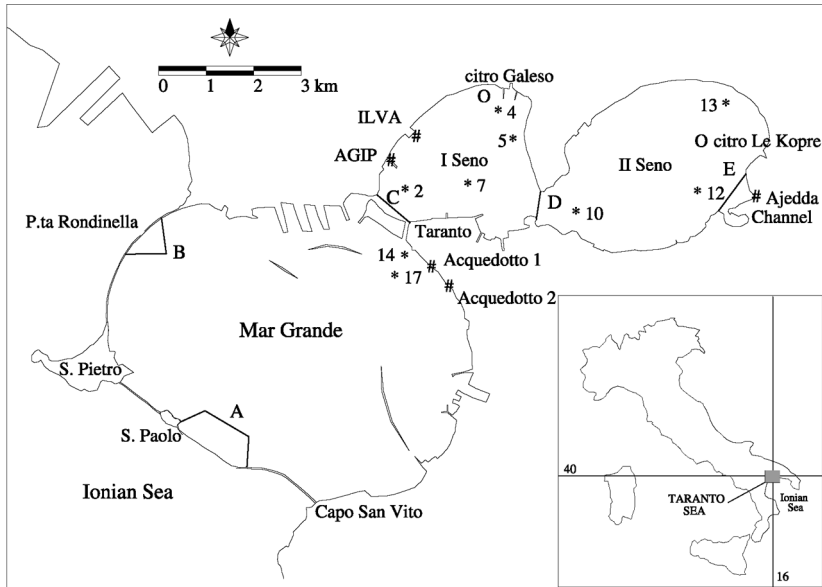 0 1 2 3 km
citro Galeso
O
* 4
ILVA
#
5 *
AGIP #
I Seno
C * 2
* 7
13 *
O citro Le Kopre
II Seno
E
* 12
# Ajedda
Channel
D
* 10
P.ta Rondinella
B
Taranto
14 *
# Acquedotto 1
* 17
# Acquedotto 2
Mar Grande
S. Pietro
A
S. Paolo
Ionian Sea
Capo San Vito
40
TARANTO
SEA
Ionian
Sea
16